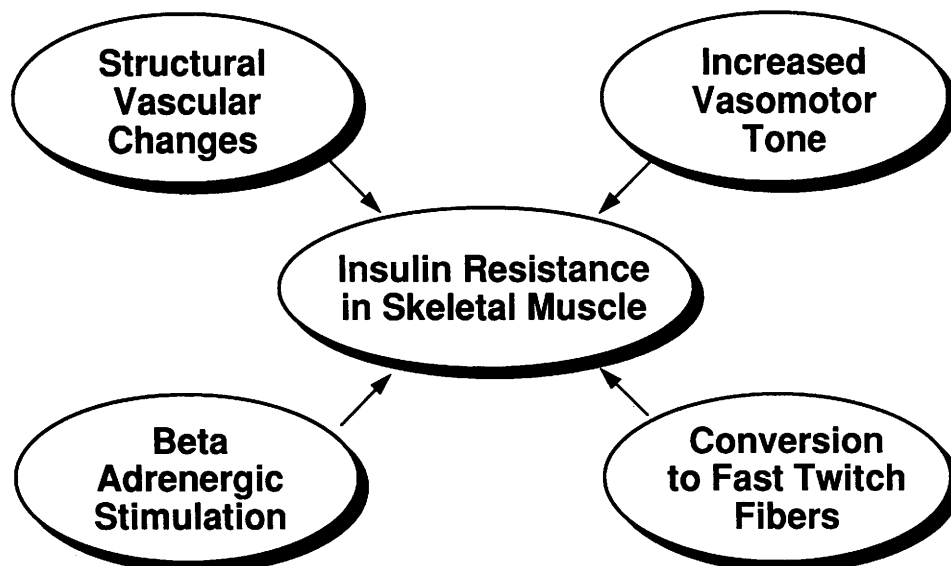 Structural
Vascular
Changes
Increased
Vasomotor
Tone
Insulin Resistance
in Skeletal Muscle
Beta
Adrenergic
Stimulation
Conversion
to Fast Twitch
Fibers